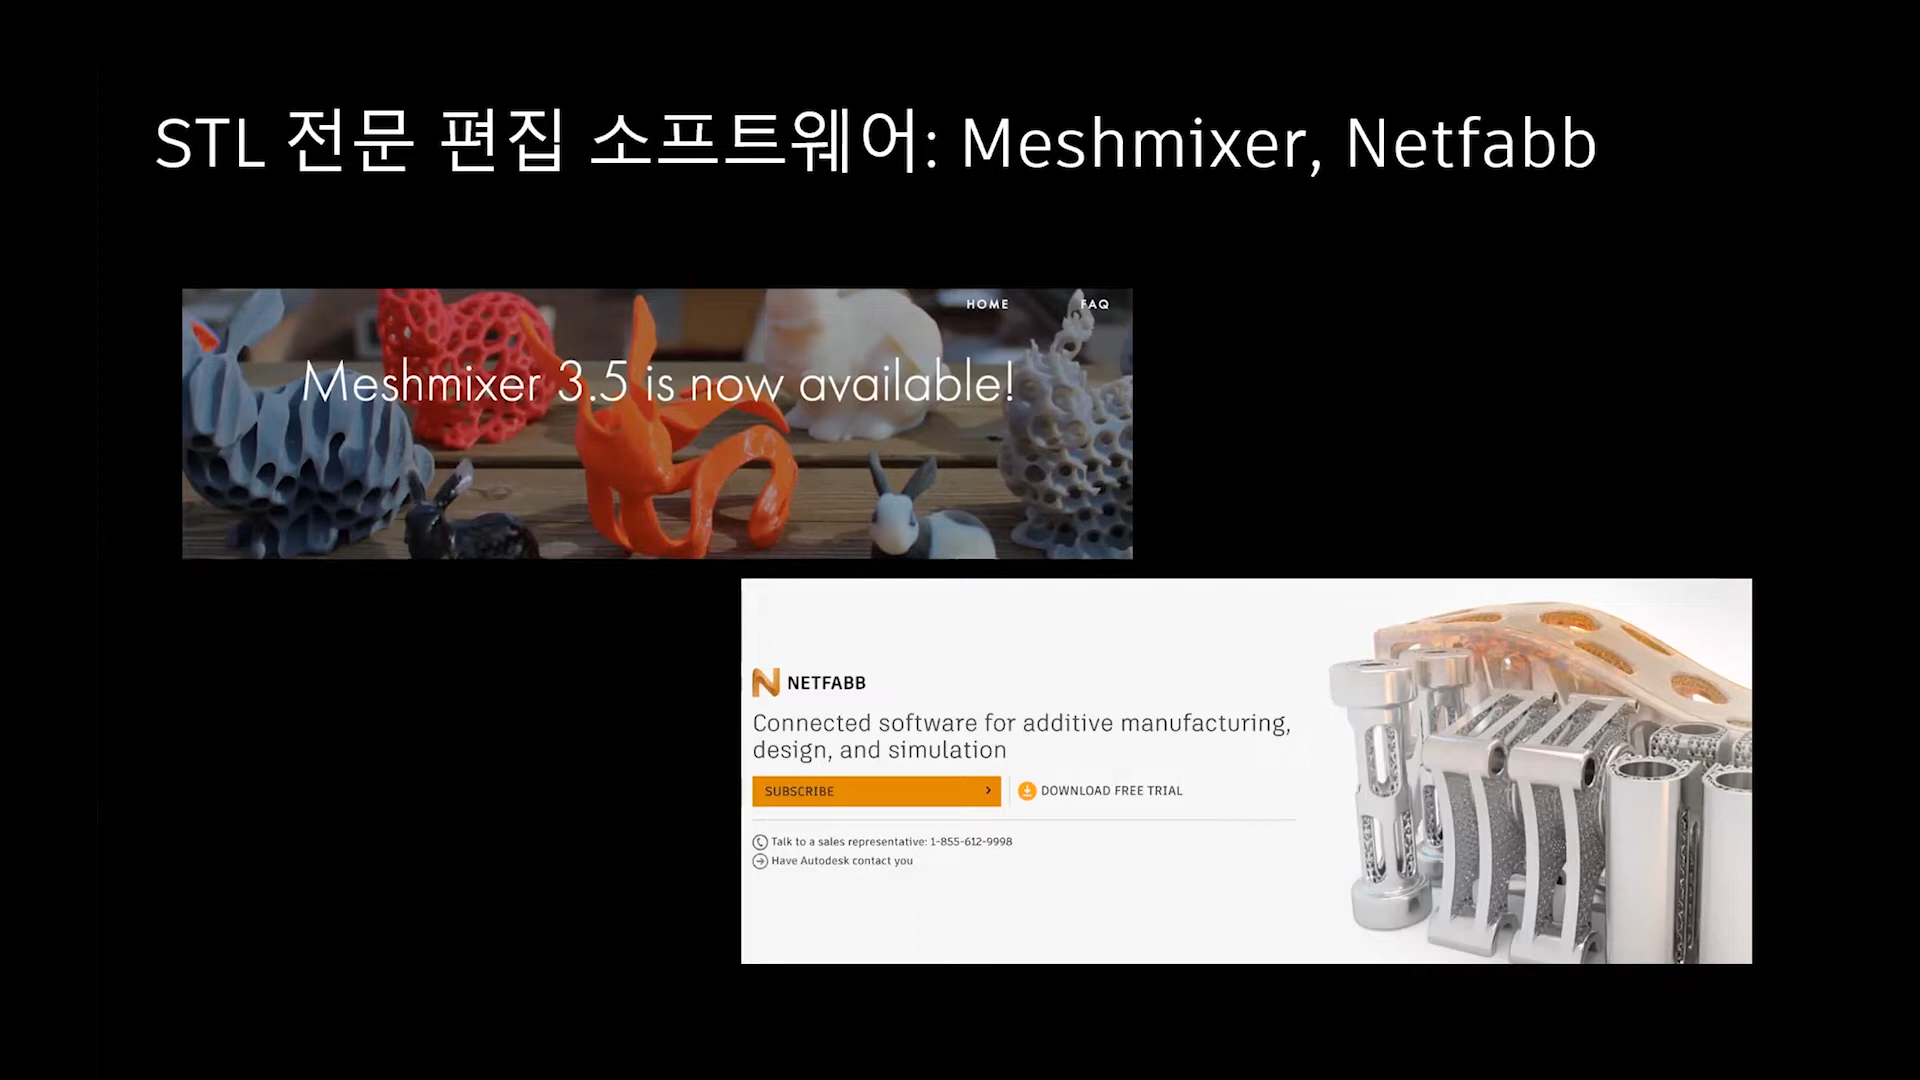 STL 전문 편집 소프트웨어: Meshmixer, Netfabb
HOME FAQ
Meshmixer 3.5 is now available!
NETFABB
Connected software for additive manufacturing,
design, and simulation
SUBSCRIBE > DOWNLOAD FREE TRIAL
Talk to a sales representative: 1-855-612-9998
Have Autodesk contact you